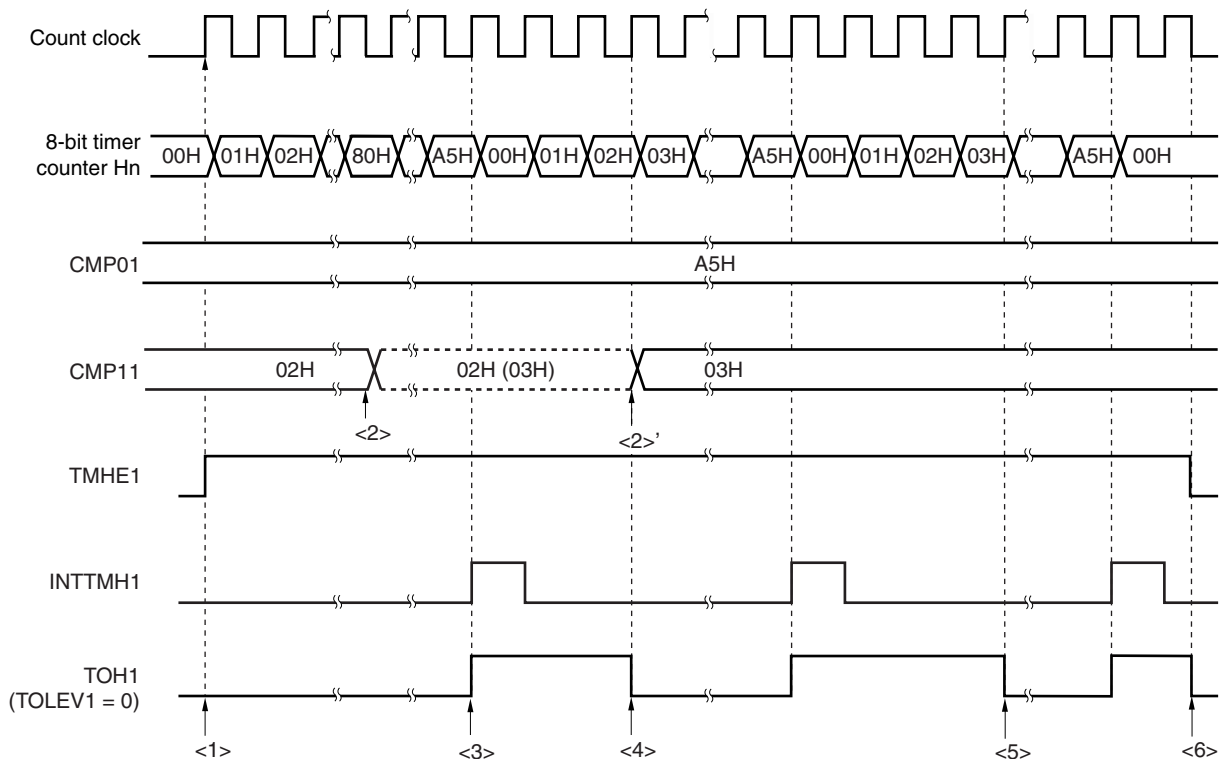 Count clock
8-bit timer
counter Hn
00H 01H 02H 80H A5H 00H 01H 02H 03H A5H 00H 01H 02H 03H A5H 00H
CMP01
A5H
CMP11
02H 02H (03H) 03H
<2> <2>’
TMHE1
INTTMH1
TOH1
(TOLEV1 = 0)
<1> <3> <4> <5> <6>